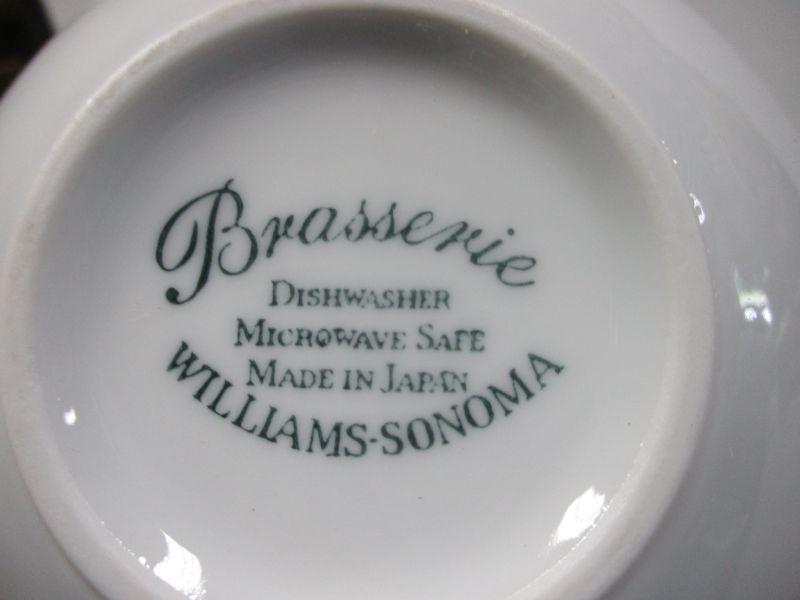 Brasserie
DISHWASHER
MICROWAVE SAFE
MADE IN JAPAN
WILLIAMS-SONOMA